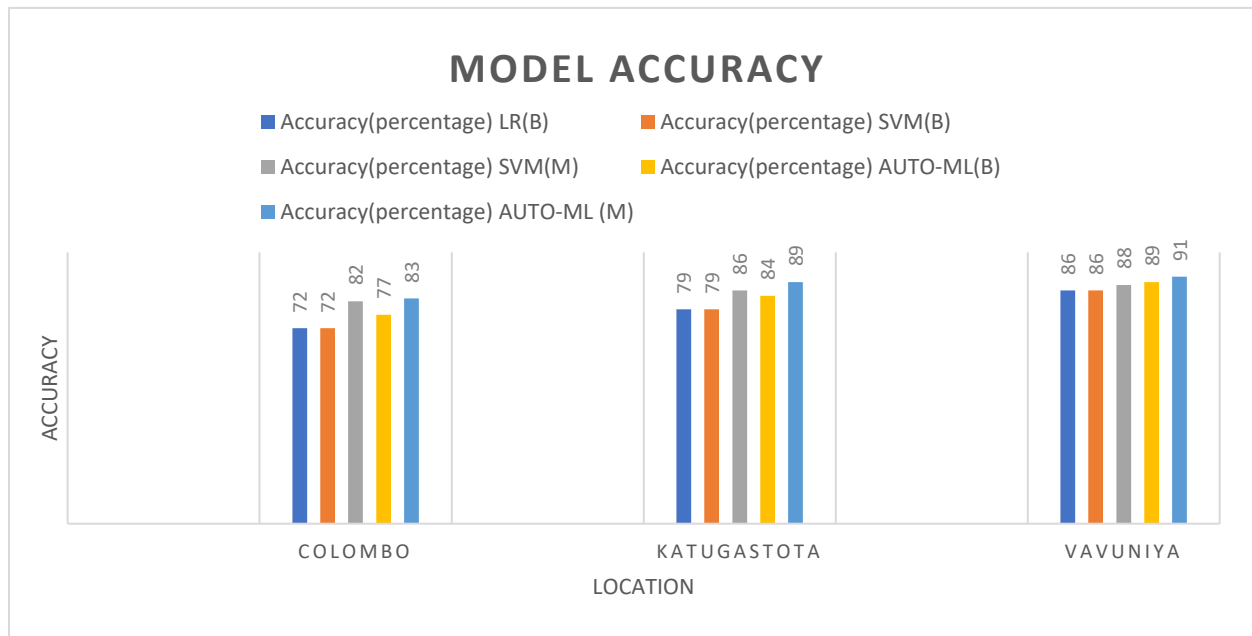 MODEL ACCURACY
Accuracy(percentage) LR(B)
Accuracy(percentage) SVM(B)
Accuracy(percentage) SVM(M)
Accuracy(percentage) AUTO-ML(B)
Accuracy(percentage) AUTO-ML (M)
ACCURACY
72
72
82
77
83
79
79
86
84
89
86
86
88
89
91
COLOMBO
KATUGASTOTA
VAVUNIYA
LOCATION